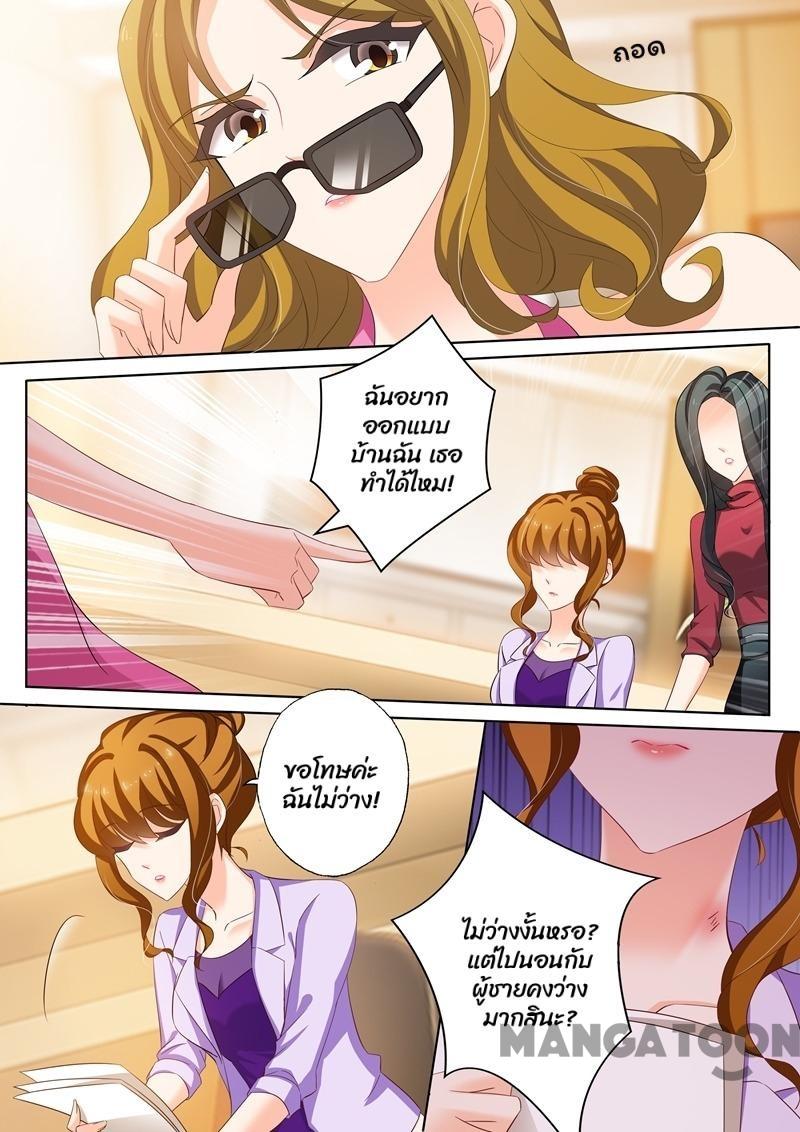 ถอด
ฉันอยาก
ออกแบบ
บ้านฉัน เธอ
ทำได้ไหม!
ขอโทษค่ะ
ฉันไม่ว่าง!
ไม่ว่างงั้นหรอ?
แต่ไปนอนกับ
ผู้ชายคงว่าง
มากสินะ?
MANGATOON